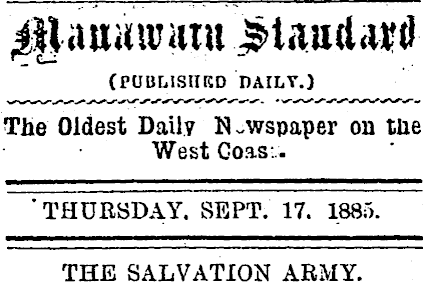 Manawatu Standard
(PUBLISHED DAILY.)
The Oldest Daily Newspaper on the
West Coast.
THURSDAY, SEPT. 17, 1885.
THE SALVATION ARMY.